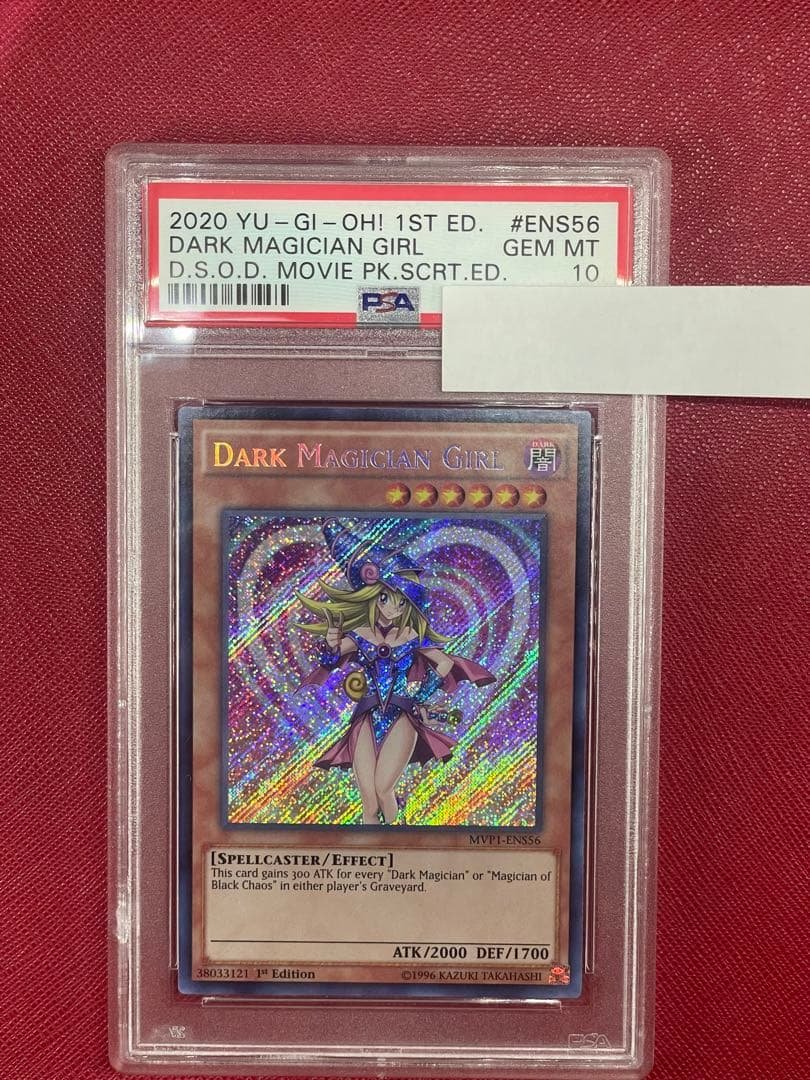 2020 YU-GI-OH! 1ST ED. #ENS56
DARK MAGICIAN GIRL GEM MT
D.S.O.D. MOVIE PK.SCRT.ED. 10
PSA
DARK MAGICIAN GIRL
DARK
闇
MVP1-ENS56
[SPELLCASTER/EFFECT]
This card gains 300 ATK for every "Dark Magician" or "Magician of
Black Chaos" in either player's Graveyard.
ATK/2000 DEF/1700
38033121 1st Edition ©1996 KAZUKI TAKAHASHI
PSA